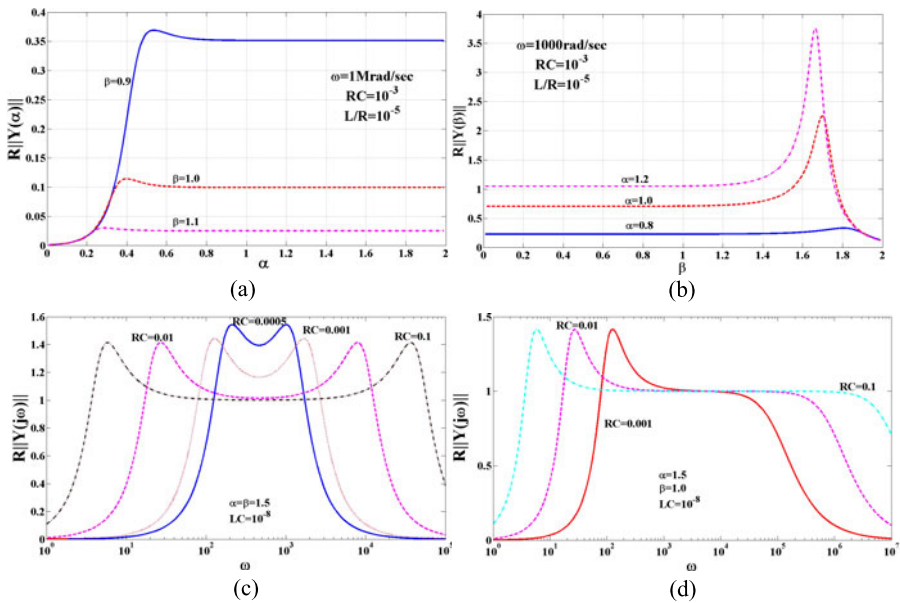 0.4
0.35
0.3
0.25
0.2
0.15
0.1
0.05
0
R||Y(α)||
β=0.9
β=1.0
β=1.1
ω=1Mrad/sec
RC=10⁻³
L/R=10⁻⁵
0 0.2 0.4 0.6 0.8 1 1.2 1.4 1.6 1.8 2
α
(a)
4
3.5
3
2.5
2
1.5
1
0.5
0
R||Y(β)||
ω=1000rad/sec
RC=10⁻³
L/R=10⁻⁵
α=1.2
α=1.0
α=0.8
0 0.2 0.4 0.6 0.8 1 1.2 1.4 1.6 1.8 2
β
(b)
1.6
1.4
1.2
1
0.8
0.6
0.4
0.2
0
R||Y(jω)||
RC=0.01
RC=0.0005
RC=0.001
RC=0.1
α=β=1.5
LC=10⁻⁸
10⁰ 10¹ 10² 10³ 10⁴ 10⁵
ω
(c)
1.5
1
0.5
0
R||Y(jω)||
RC=0.01
RC=0.1
RC=0.001
α=1.5
β=1.0
LC=10⁻⁸
10⁰ 10¹ 10² 10³ 10⁴ 10⁵ 10⁶ 10⁷
ω
(d)